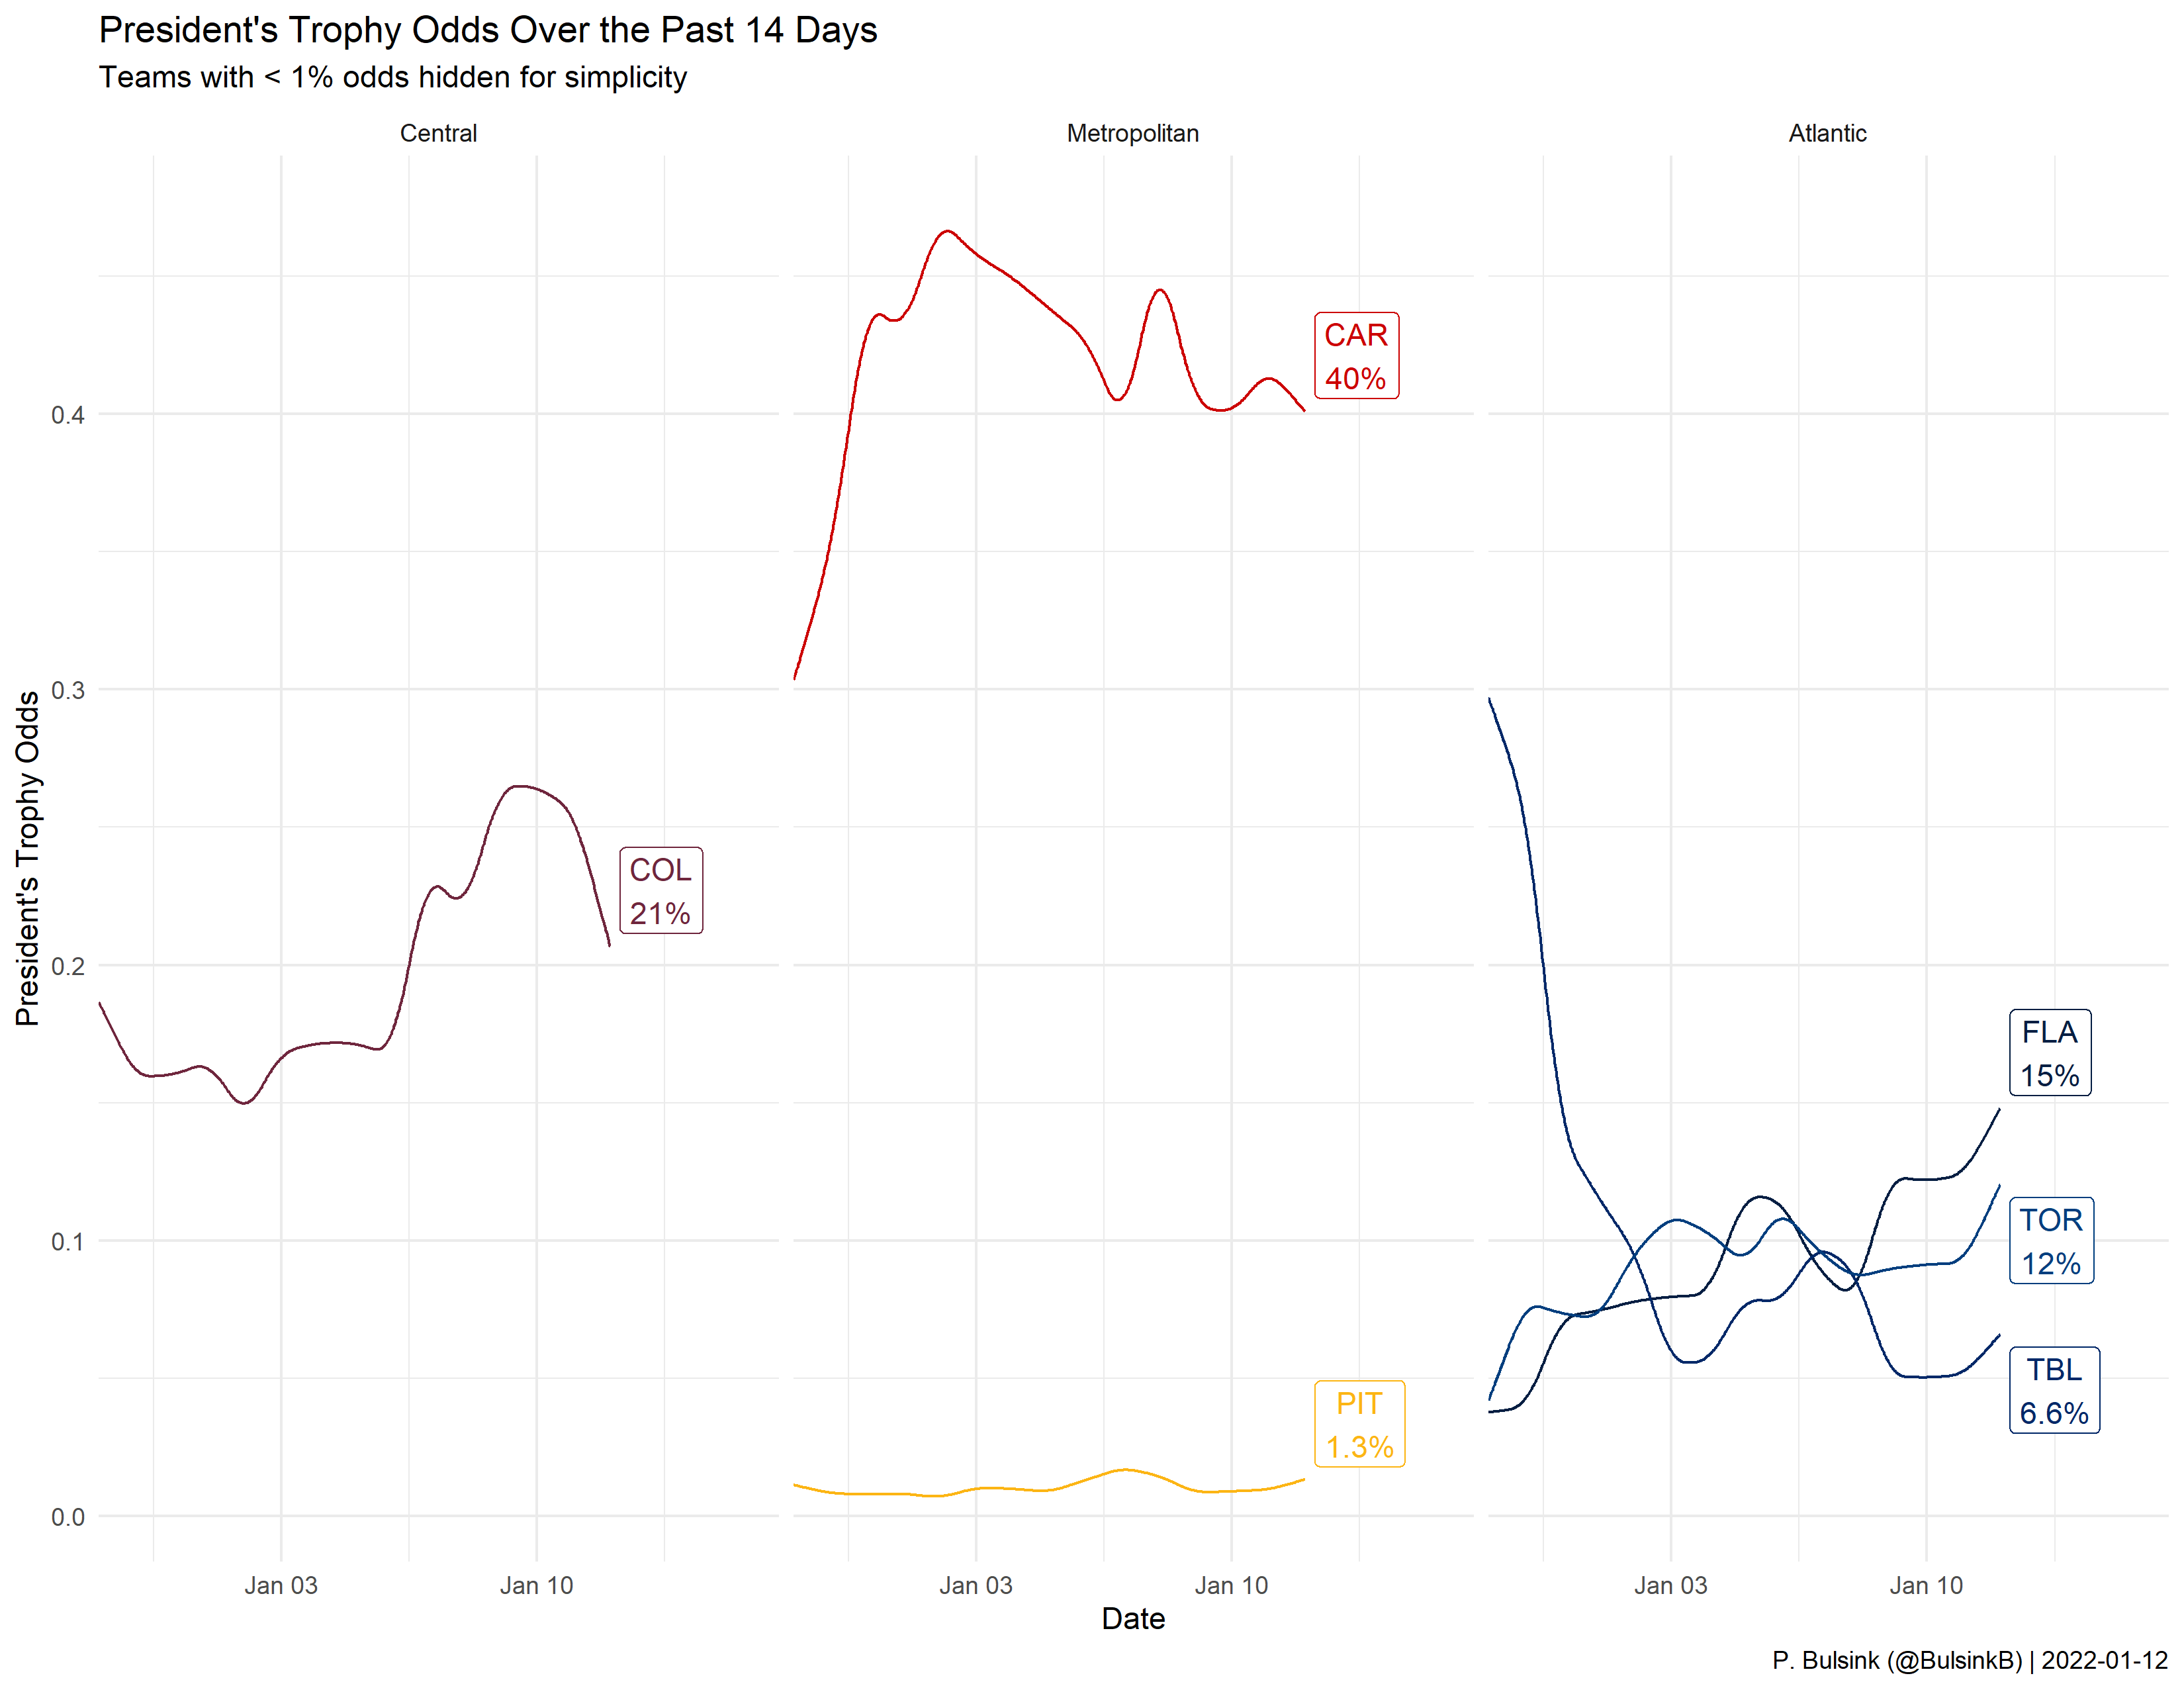 President's Trophy Odds Over the Past 14 Days
Teams with < 1% odds hidden for simplicity
Central
Metropolitan
Atlantic
President's Trophy Odds
0.4
0.3
0.2
0.1
0.0
COL
21%
CAR
40%
PIT
1.3%
FLA
15%
TOR
12%
TBL
6.6%
Jan 03
Jan 10
Jan 03
Jan 10
Jan 03
Jan 10
Date
P. Bulsink (@BulsinkB) | 2022-01-12